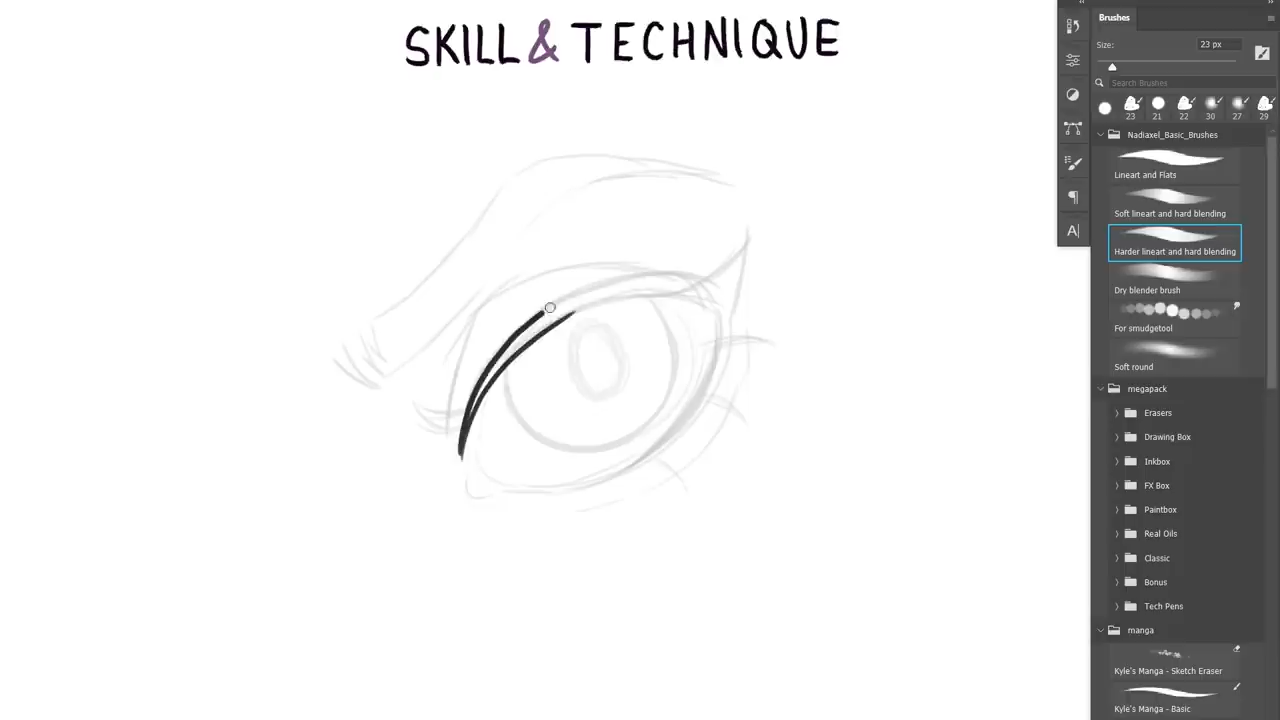 SKILL & TECHNIQUE
Brushes
Size:
23 px
Search Brushes
23 21 22 30 27 29
Nadiaxel_Basic_Brushes
Lineart and Flats
Soft lineart and hard blending
Harder lineart and hard blending
Dry blender brush
For smudgetool
Soft round
megapack
Erasers
Drawing Box
Inkbox
FX Box
Paintbox
Real Oils
Classic
Bonus
Tech Pens
manga
Kyle's Manga - Sketch Eraser
Kyle's Manga - Basic
A